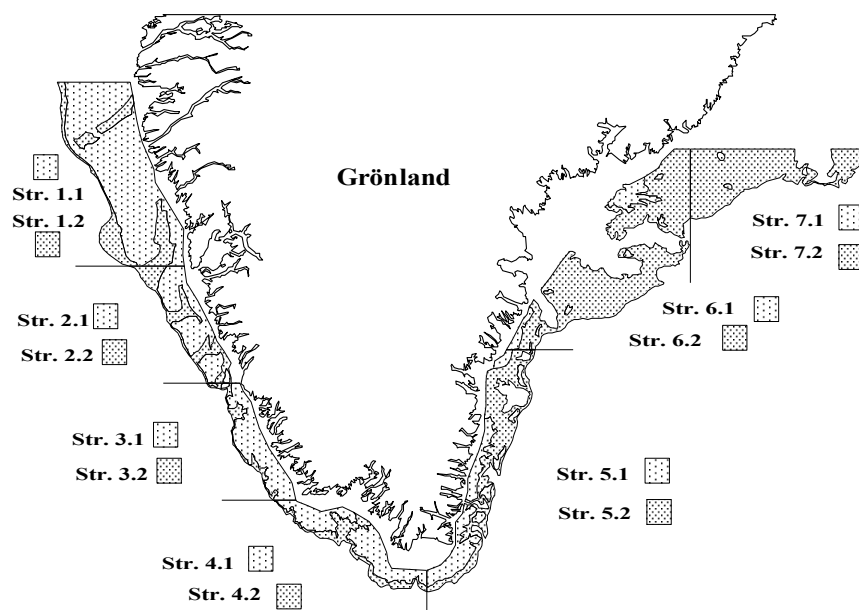 Grönland
Str. 1.1
Str. 1.2
Str. 2.1
Str. 2.2
Str. 3.1
Str. 3.2
Str. 4.1
Str. 4.2
Str. 7.1
Str. 7.2
Str. 6.1
Str. 6.2
Str. 5.1
Str. 5.2